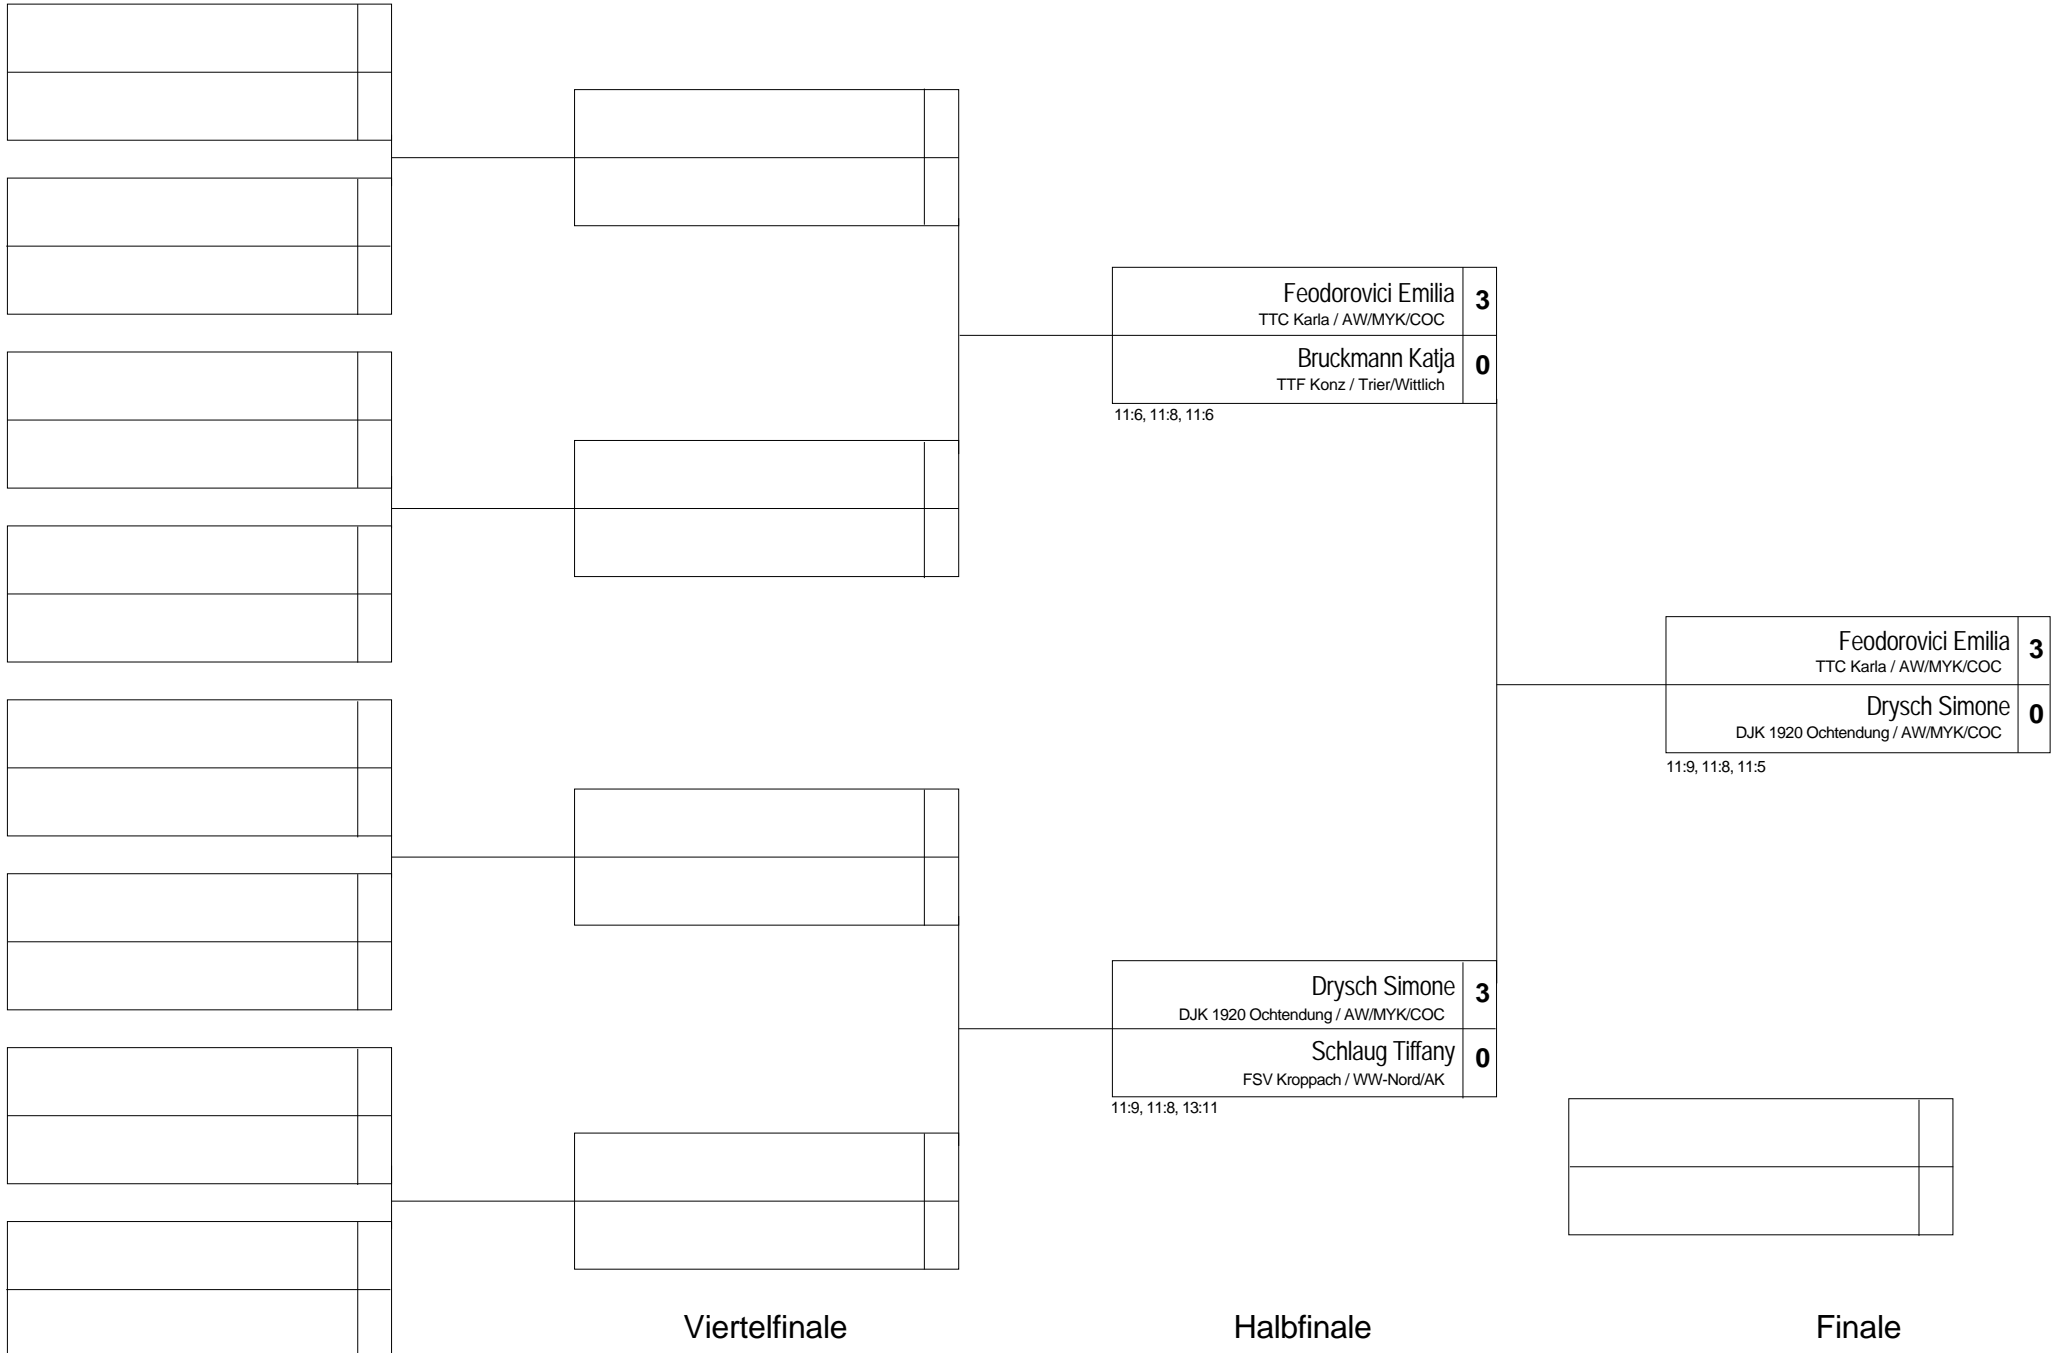 Feodorovici Emilia 3
TTC Karla / AW/MYK/COC
Bruckmann Katja 0
TTF Konz / Trier/Wittlich
11:6, 11:8, 11:6
Feodorovici Emilia 3
TTC Karla / AW/MYK/COC
Drysch Simone 0
DJK 1920 Ochtendung / AW/MYK/COC
11:9, 11:8, 11:5
Drysch Simone 3
DJK 1920 Ochtendung / AW/MYK/COC
Schlaug Tiffany 0
FSV Kroppach / WW-Nord/AK
11:9, 11:8, 13:11
Viertelfinale
Halbfinale
Finale